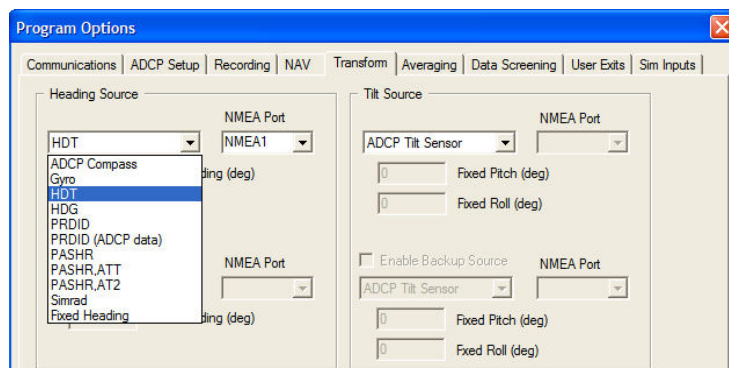 Program Options
Communications ADCP Setup Recording NAV Transform Averaging Data Screening User Exits Sim Inputs
Heading Source
NMEA Port
HDT NMEA1
ADCP Compass
Gyro
HDT
HDG
PRDID
PRDID (ADCP data)
PASHR
PASHR,ATT
PASHR,AT2
Simrad
Fixed Heading
ding (deg)
NMEA Port
ding (deg)
Tilt Source
NMEA Port
ADCP Tilt Sensor
0 Fixed Pitch (deg)
0 Fixed Roll (deg)
Enable Backup Source NMEA Port
ADCP Tilt Sensor
0 Fixed Pitch (deg)
0 Fxed Roll (deg)